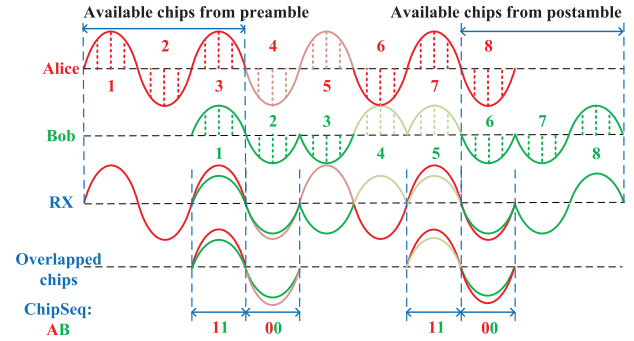 Available chips from preamble Available chips from postamble
2 4 6 8
Alice
1 3 5 7
2 3 6 7
Bob
1 4 5 8
RX
Overlapped
chips
ChipSeq:
AB 11 00 11 00